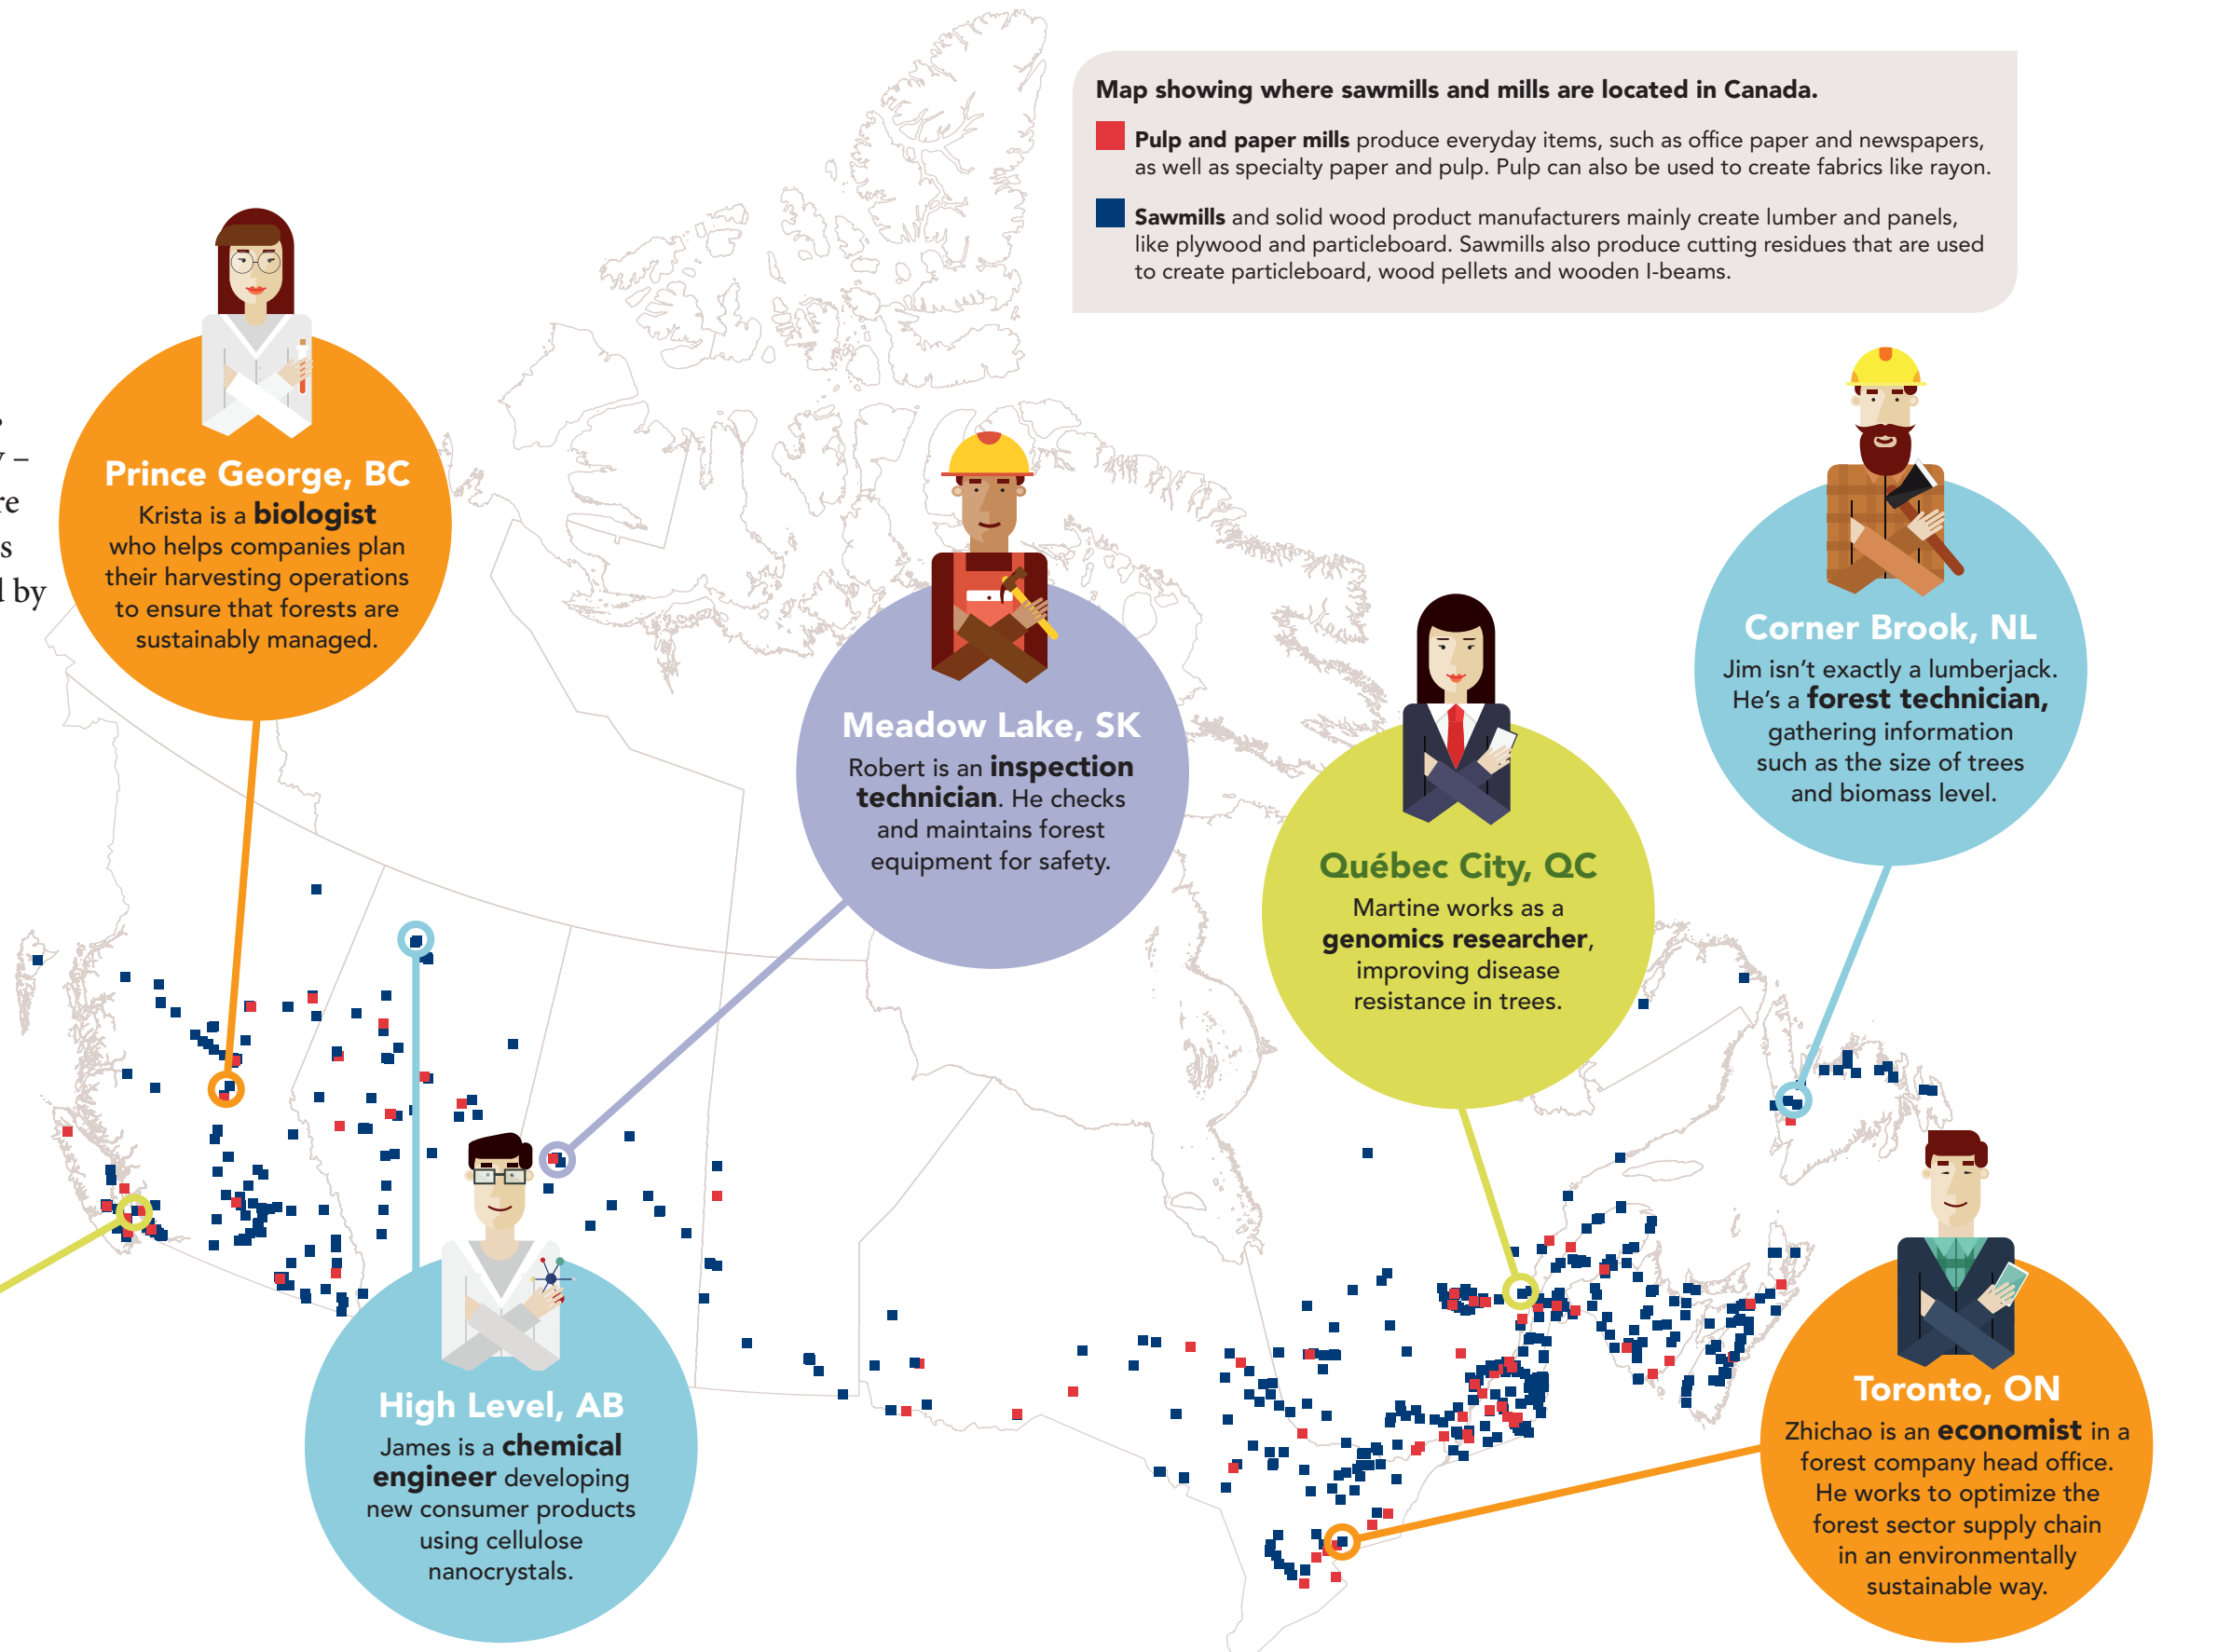 Map showing where sawmills and mills are located in Canada.
Pulp and paper mills produce everyday items, such as office paper and newspapers,
as well as specialty paper and pulp. Pulp can also be used to create fabrics like rayon.
Sawmills and solid wood product manufacturers mainly create lumber and panels,
like plywood and particleboard. Sawmills also produce cutting residues that are used
to create particleboard, wood pellets and wooden I-beams.
by
Prince George, BC
Krista is a biologist
who helps companies plan
their harvesting operations
to ensure that forests are
sustainably managed.
Meadow Lake, SK
Robert is an inspection
technician. He checks
and maintains forest
equipment for safety.
Québec City, QC
Martine works as a
genomics researcher,
improving disease
resistance in trees.
Corner Brook, NL
Jim isn't exactly a lumberjack.
He's a forest technician,
gathering information
such as the size of trees
and biomass level.
High Level, AB
James is a chemical
engineer developing
new consumer products
using cellulose
nanocrystals.
Toronto, ON
Zhichao is an economist in a
forest company head office.
He works to optimize the
forest sector supply chain
in an environmentally
sustainable way.